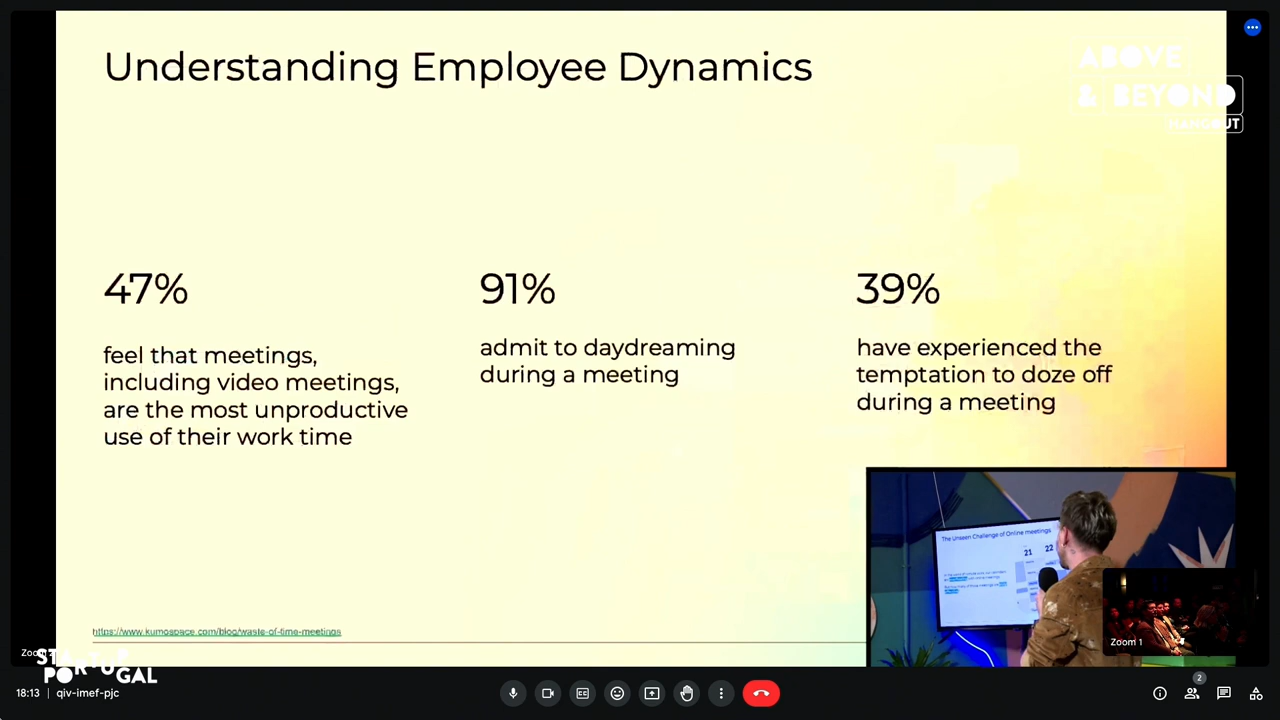 Understanding Employee Dynamics
ABOVE
& BEYOND
HANGOUT
47%
feel that meetings,
including video meetings,
are the most unproductive
use of their work time
91%
admit to daydreaming
during a meeting
39%
have experienced the
temptation to doze off
during a meeting
https://www.kumospace.com/blog/waste-of-time-meetings
The Unseen Challenge of Online meetings
21 22
Zoom 1
STARTUP
PORTUGAL
18:13 | qiv-imef-pjc
2